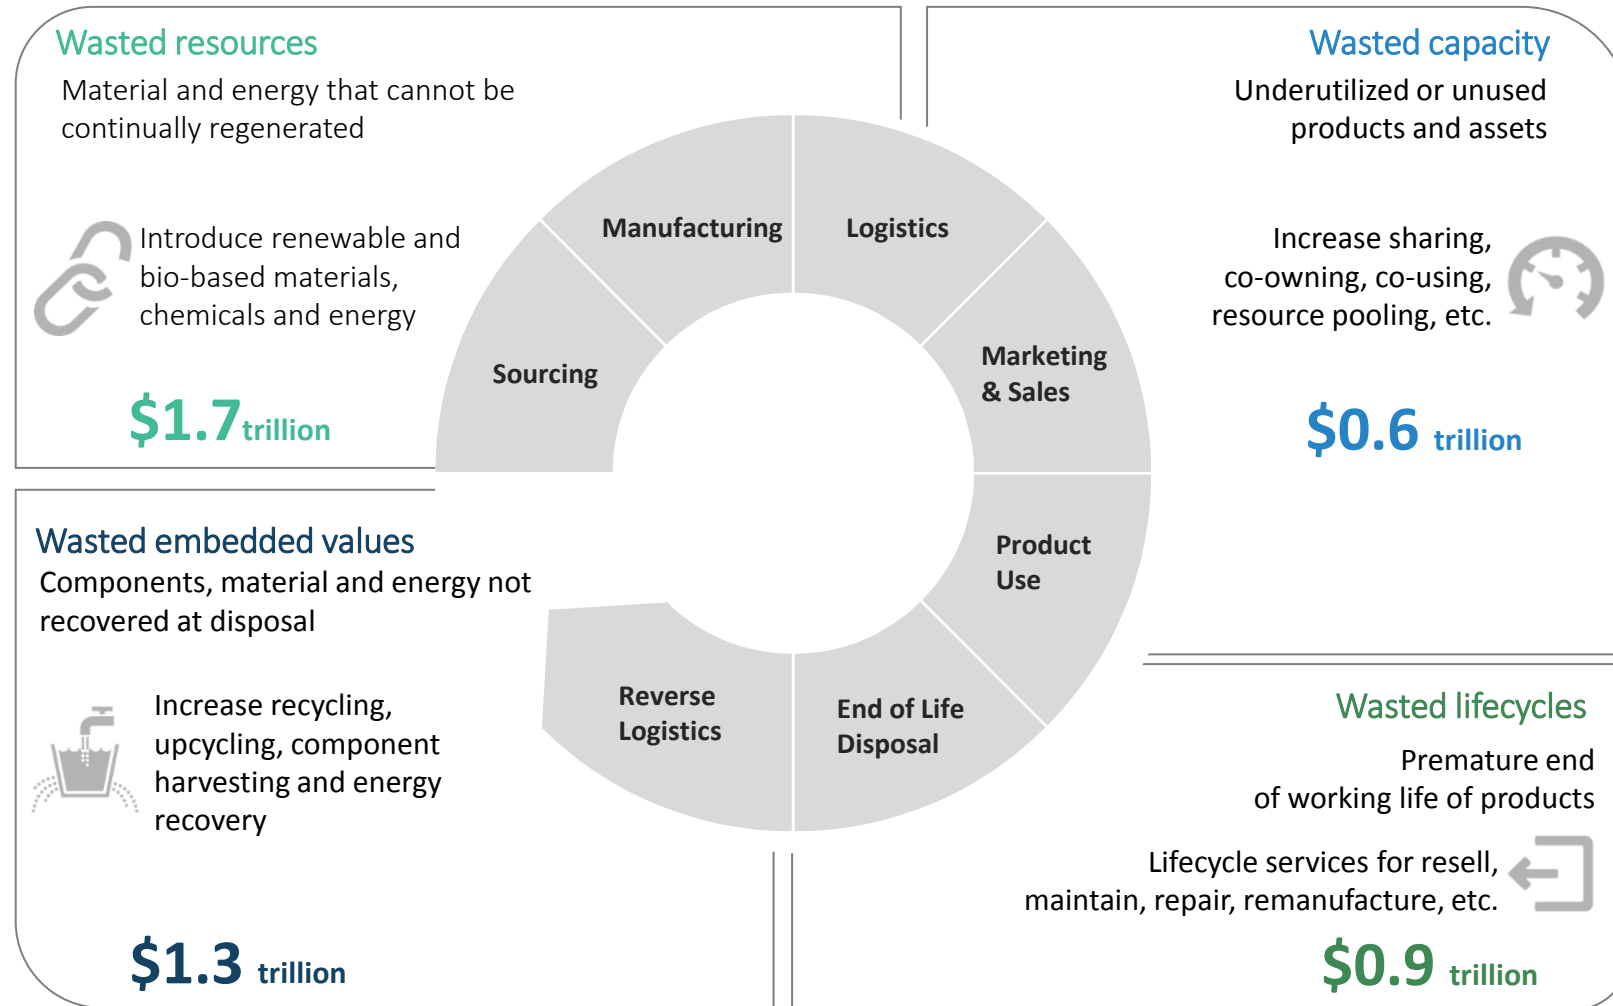 Wasted resources
Material and energy that cannot be
continually regenerated
Introduce renewable and
bio-based materials,
chemicals and energy
$1.7 trillion
Wasted capacity
Underutilized or unused
products and assets
Increase sharing,
co-owning, co-using,
resource pooling, etc.
$0.6 trillion
Sourcing
Manufacturing
Logistics
Marketing
& Sales
Product
Use
End of Life
Disposal
Reverse
Logistics
Wasted embedded values
Components, material and energy not
recovered at disposal
Increase recycling,
upcycling, component
harvesting and energy
recovery
$1.3 trillion
Wasted lifecycles
Premature end
of working life of products
Lifecycle services for resell,
maintain, repair, remanufacture, etc.
$0.9 trillion